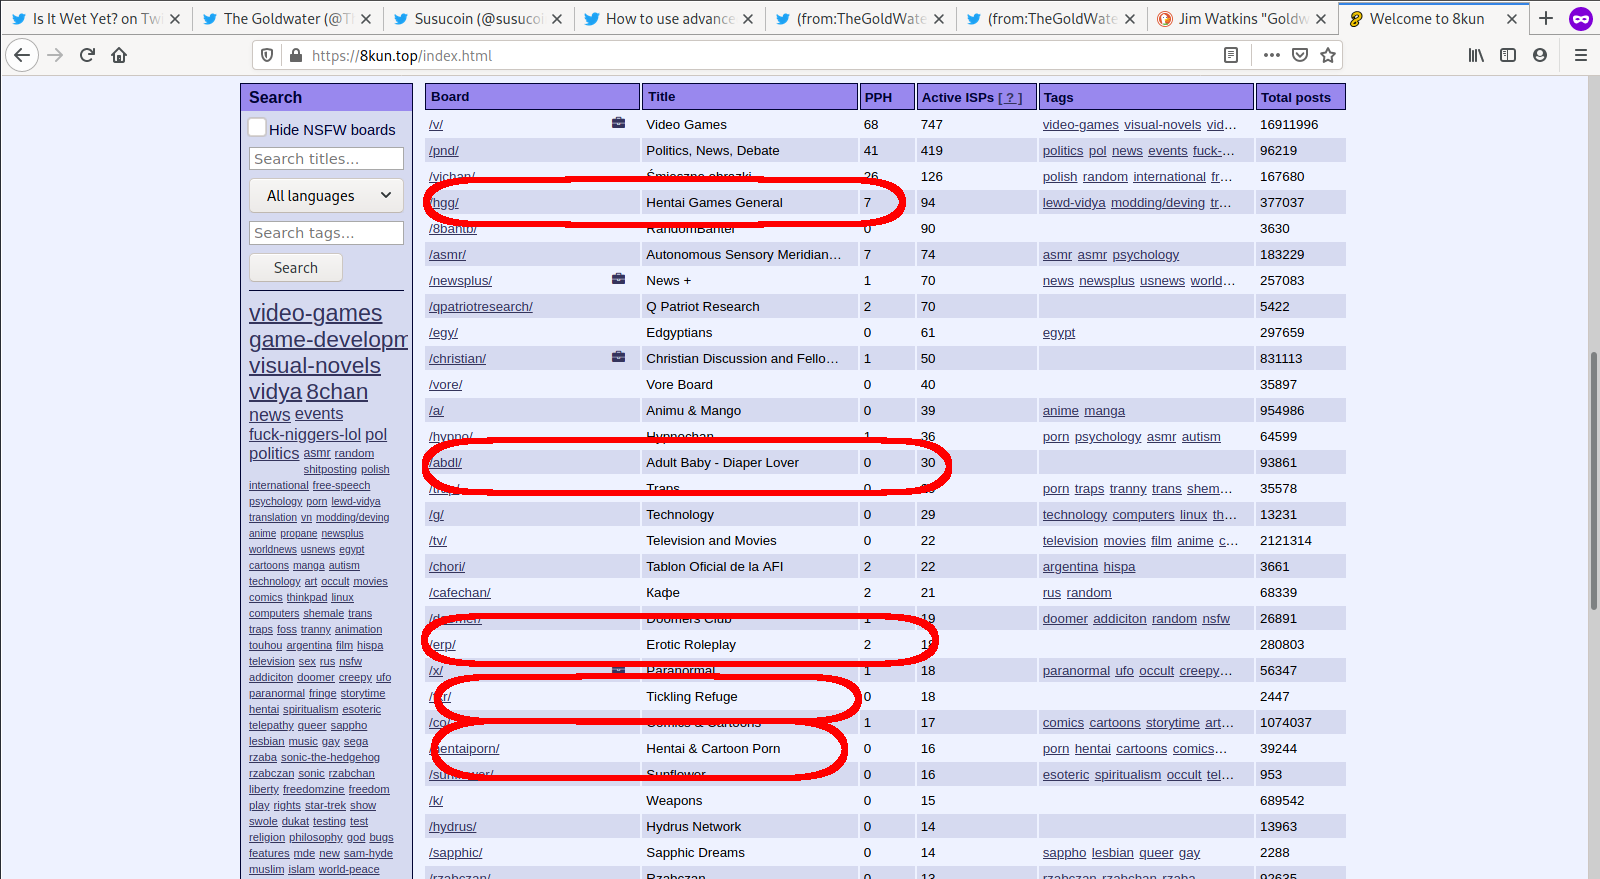 Is It Wet Yet? on Tw
The Goldwater (@T
Susucoin (@susuco
How to use advance
(from:TheGoldWate
(from:TheGoldWate
Jim Watkins "Goldw
Welcome to 8kun
https://8kun.top/index.html
Search
Hide NSFW boards
Search titles...
All languages
Search tags...
Search
video-games
game-developm
visual-novels
vidya 8chan
news events
fuck-niggers-lol pol
politics asmr random
shitposting polish
international free-speech
psychology porn lewd-vidya
translation vn modding/deving
anime propane newsplus
worldnews usnews egypt
cartoons manga autism
technology art occult movies
comics thinkpad linux
computers shemale trans
traps foss tranny animation
touhou argentina film hispa
television sex rus nsfw
addiciton doomer creepy ufo
paranormal fringe storytime
hentai spiritualism esoteric
telepathy queer sappho
lesbian music gay sega
rzaba sonic-the-hedgehog
rzabczan sonic rzabchan
liberty freedomzine freedom
play rights star-trek show
swole dukat testing test
religion philosophy god bugs
features mde new sam-hyde
muslim islam world-peace
Board Title PPH Active ISPs [ ? ] Tags Total posts
/v/ Video Games 68 747 video-games visual-novels vid... 16911996
/pnd/ Politics, News, Debate 41 419 politics pol news events fuck-... 96219
/vichan/ Śmieszne obrazki 26 126 polish random international fr... 167680
/hgg/ Hentai Games General 7 94 lewd-vidya modding/deving tr... 377037
/8bantb/ RandomBanter 0 90 3630
/asmr/ Autonomous Sensory Meridian... 7 74 asmr asmr psychology 183229
/newsplus/ News + 1 70 news newsplus usnews world... 257083
/qpatriotresearch/ Q Patriot Research 2 70 5422
/egy/ Edgyptians 0 61 egypt 297659
/christian/ Christian Discussion and Fello... 1 50 831113
/vore/ Vore Board 0 40 35897
/a/ Animu & Mango 0 39 anime manga 954986
/hypno/ Hypnochan 1 36 porn psychology asmr autism 64599
/abdl/ Adult Baby - Diaper Lover 0 30 93861
/trap/ Traps 0 porn traps tranny trans shem... 35578
/g/ Technology 0 29 technology computers linux th... 13231
/tv/ Television and Movies 0 22 television movies film anime c... 2121314
/chori/ Tablon Oficial de la AFI 2 22 argentina hispa 3661
/cafechan/ Кафе 2 21 rus random 68339
/doomer/ Doomers Club 1 19 doomer addiciton random nsfw 26891
/erp/ Erotic Roleplay 2 18 280803
/x/ Paranormal 1 18 paranormal ufo occult creepy... 56347
Tickling Refuge 0 18 2447
/co/ Comics & Cartoons 1 17 comics cartoons storytime art... 1074037
/hentaiporn/ Hentai & Cartoon Porn 0 16 porn hentai cartoons comics... 39244
/sunflower/ Sunflower 0 16 esoteric spiritualism occult tel... 953
/k/ Weapons 0 15 689542
/hydrus/ Hydrus Network 0 14 13963
/sapphic/ Sapphic Dreams 0 14 sappho lesbian queer gay 2288
/rzabczan/ Rzabczan 0 13 rzabczan rzabchan rzaba 92635